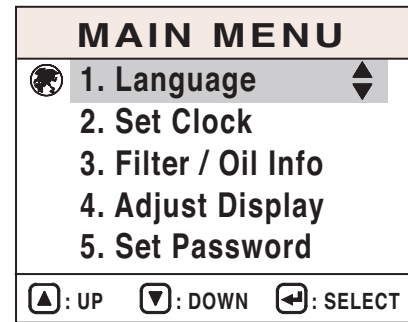 MAIN MENU
1. Language
2. Set Clock
3. Filter / Oil Info
4. Adjust Display
5. Set Password
: UP : DOWN : SELECT